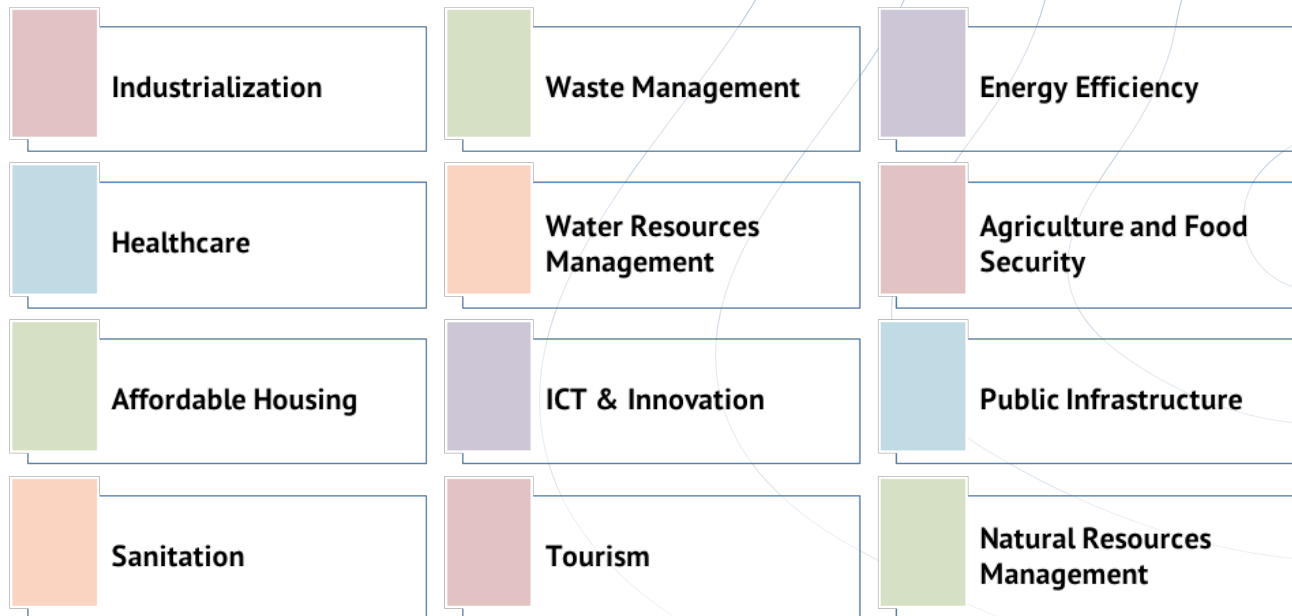 Industrialization
Waste Management
Energy Efficiency
Healthcare
Water Resources
Management
Agriculture and Food
Security
Affordable Housing
ICT & Innovation
Public Infrastructure
Sanitation
Tourism
Natural Resources
Management